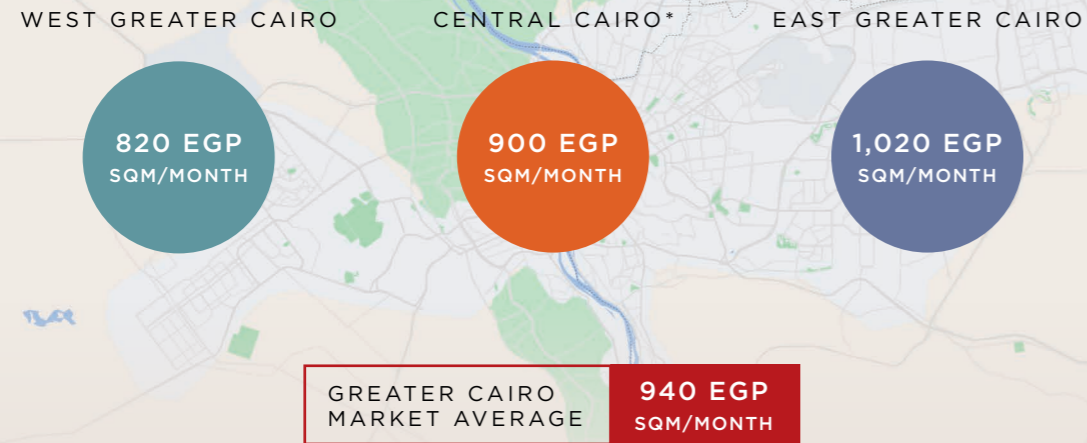 WEST GREATER CAIRO
CENTRAL CAIRO*
EAST GREATER CAIRO
820 EGP
SQM/MONTH
900 EGP
SQM/MONTH
1,020 EGP
SQM/MONTH
GREATER CAIRO
MARKET AVERAGE
940 EGP
SQM/MONTH